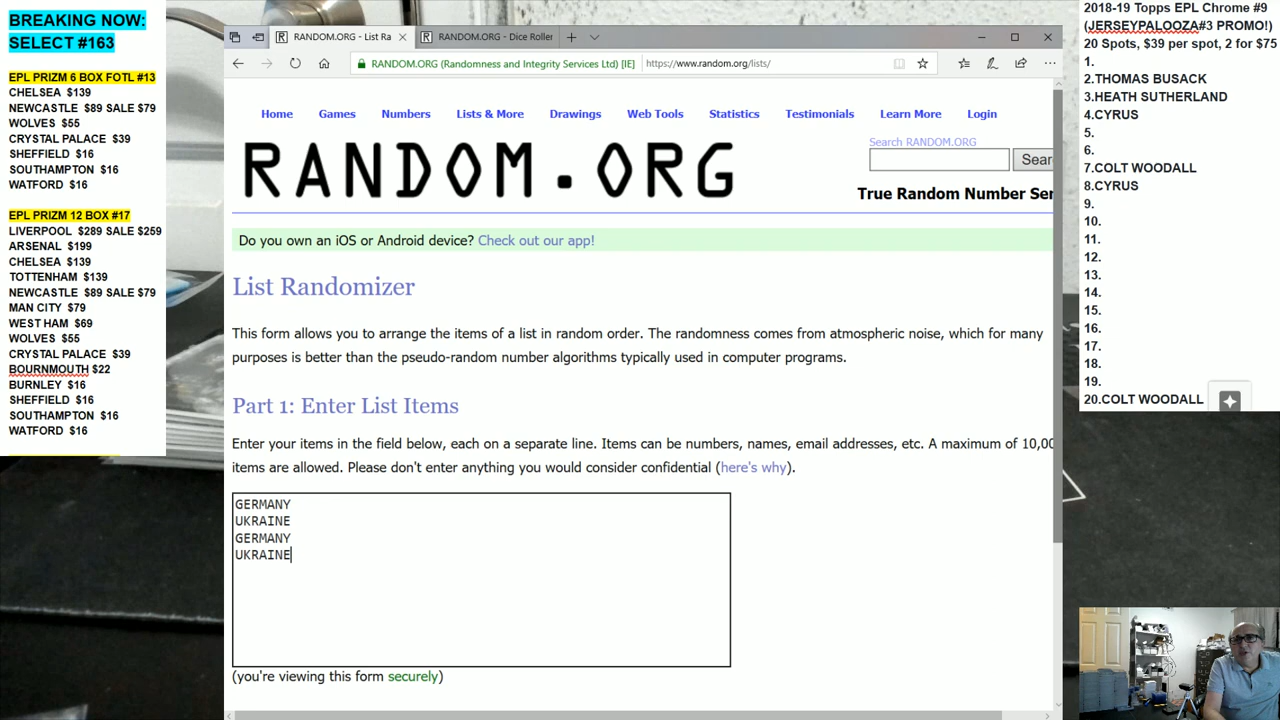 BREAKING NOW:
SELECT #163
EPL PRIZM 6 BOX FOTL #13
CHELSEA $139
NEWCASTLE $89 SALE $79
WOLVES $55
CRYSTAL PALACE $39
SHEFFIELD $16
SOUTHAMPTON $16
WATFORD $16
EPL PRIZM 12 BOX #17
LIVERPOOL $289 SALE $259
ARSENAL $199
CHELSEA $139
TOTTENHAM $139
NEWCASTLE $89 SALE $79
MAN CITY $79
WEST HAM $69
WOLVES $55
CRYSTAL PALACE $39
BOURNMOUTH $22
BURNLEY $16
SHEFFIELD $16
SOUTHAMPTON $16
WATFORD $16
RANDOM.ORG - List Ra
RANDOM.ORG - Dice Roller
RANDOM.ORG (Randomness and Integrity Services Ltd) [IE]
https://www.random.org/lists/
Home Games Numbers Lists & More Drawings Web Tools Statistics Testimonials Learn More Login
RANDOM.ORG
Search RANDOM.ORG
Sear
True Random Number Ser
Do you own an iOS or Android device? Check out our app!
List Randomizer
This form allows you to arrange the items of a list in random order. The randomness comes from atmospheric noise, which for many
purposes is better than the pseudo-random number algorithms typically used in computer programs.
Part 1: Enter List Items
Enter your items in the field below, each on a separate line. Items can be numbers, names, email addresses, etc. A maximum of 10,00
items are allowed. Please don't enter anything you would consider confidential (here's why).
GERMANY
UKRAINE
GERMANY
UKRAINE
(you're viewing this form securely)
2018-19 Topps EPL Chrome #9
(JERSEYPALOOZA#3 PROMO!)
20 Spots, $39 per spot, 2 for $75
1.
2.THOMAS BUSACK
3.HEATH SUTHERLAND
4.CYRUS
5.
6.
7.COLT WOODALL
8.CYRUS
9.
10.
11.
12.
13.
14.
15.
16.
17.
18.
19.
20.COLT WOODALL